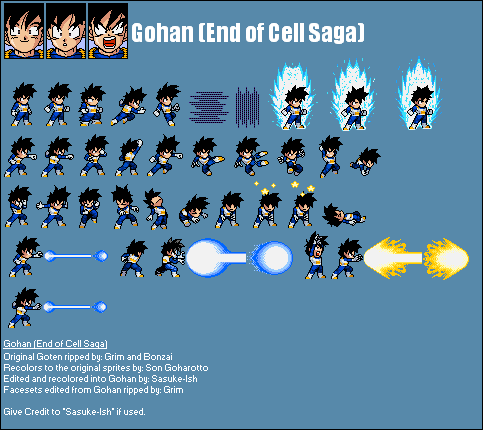 Gohan (End of Cell Saga)
Gohan (End of Cell Saga)
Original Goten ripped by: Grim and Bonzai
Recolors to the original sprites by: Son Goharotto
Edited and recolored into Gohan by: Sasuke-Ish
Facesets edited from Gohan ripped by: Grim
Give Credit to "Sasuke-Ish" if used.